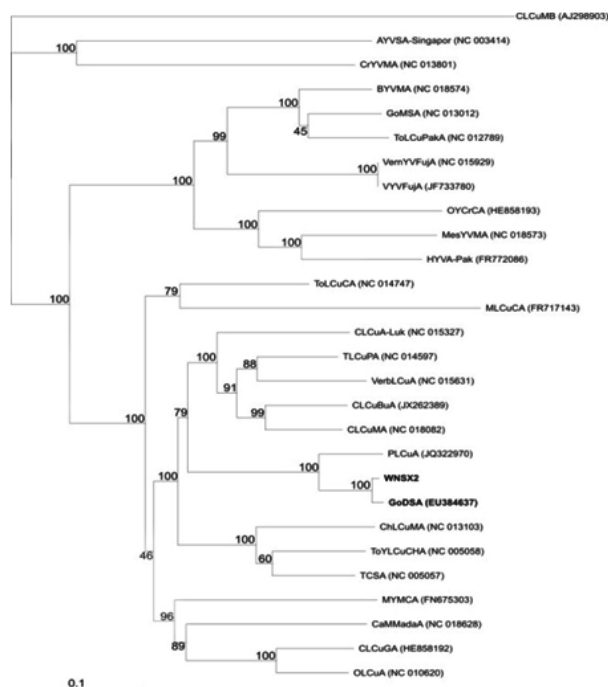 CLCuMB (AJ298903)
AYVSA-Singapor (NC 003414)
100
CrYVMA (NC 013801)
BYVMA (NC 018574)
100
GoMSA (NC 013012)
45
99
ToLCuPakA (NC 012789)
VemYVFujA (NC 015929)
100
100
VYVFujA (JF733780)
OYCrCA (HE858193)
100
MesYVMA (NC 018573)
100
HYVA-Pak (FR772086)
ToLCuCA (NC 014747)
79
100
MLCuCA (FR717143)
CLCuA-Luk (NC 015327)
100
TLCuPA (NC 014597)
88
VerbLCuA (NC 015631)
91
CLCuBuA (JX262389)
79
99
CLCuMA (NC 018082)
100
PLCuA (JQ322970)
100
100
WNSX2
100
GoDSA (EU384637)
ChLCuMA (NC 013103)
100
ToYLCuCHA (NC 005058)
46
60
TCSA (NC 005057)
MYMCA (FN675303)
96
CaMMadaA (NC 018628)
89
CLCuGA (HE858192)
100
OLCuA (NC 010620)
0.1